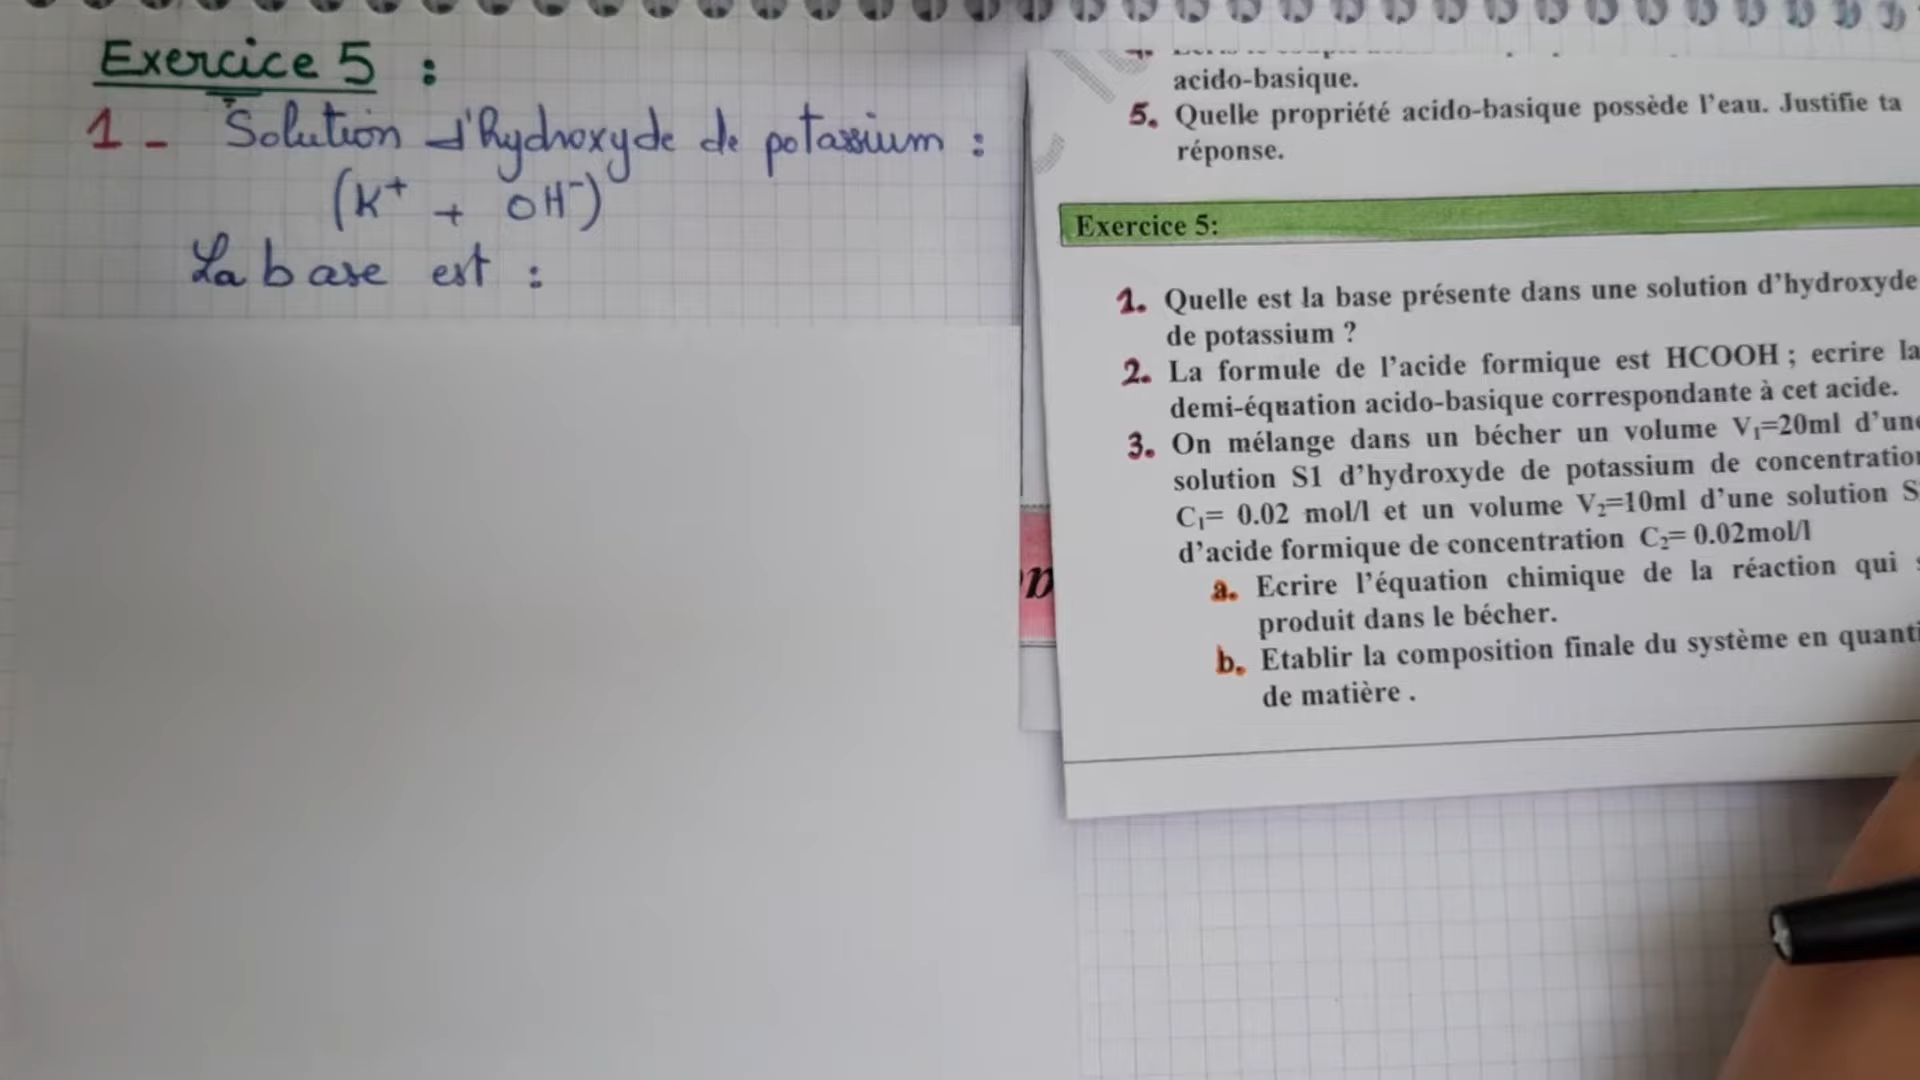 Exercice 5 :
1 - Solution d'hydroxyde de potassium :
(K⁺ + OH⁻)
La base est :
acido-basique.
5. Quelle propriété acido-basique possède l'eau. Justifie ta
réponse.
Exercice 5:
1. Quelle est la base présente dans une solution d'hydroxyde
de potassium ?
2. La formule de l'acide formique est HCOOH ; ecrire la
demi-équation acido-basique correspondante à cet acide.
3. On mélange dans un bécher un volume V₁=20ml d'une
solution S1 d'hydroxyde de potassium de concentration
C₁= 0.02 mol/l et un volume V₂=10ml d'une solution S
d'acide formique de concentration C₂= 0.02mol/l
a. Ecrire l'équation chimique de la réaction qui s
produit dans le bécher.
b. Etablir la composition finale du système en quanti
de matière .